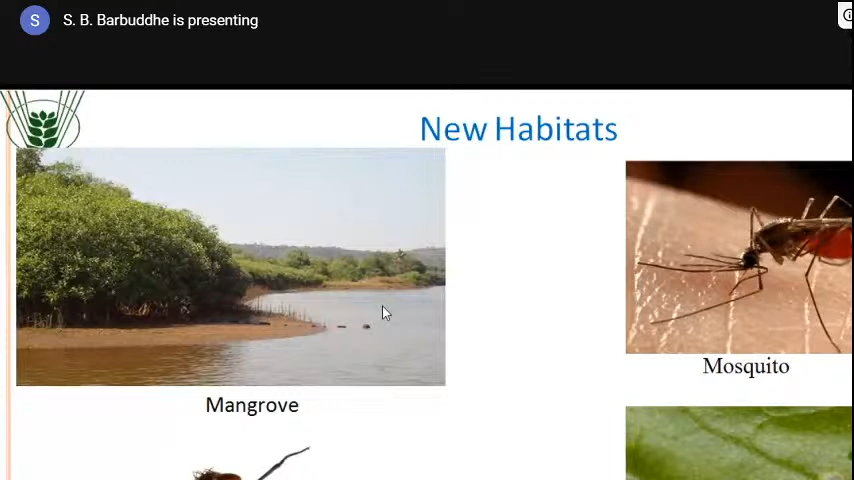 S
S. B. Barbuddhe is presenting
New Habitats
Mosquito
Mangrove